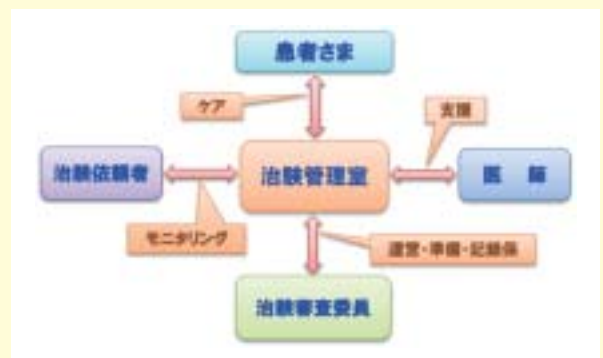 患者さま
ケア
支援
治験依頼者
治験管理室
医師
モニタリング
運営・準備・記録保
治験審査委員